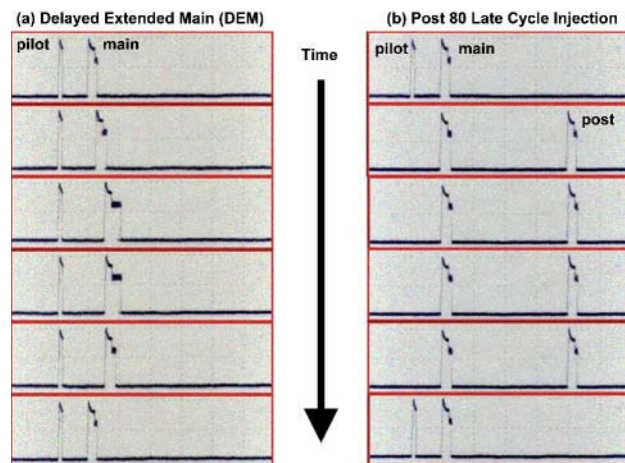 (a) Delayed Extended Main (DEM)
(b) Post 80 Late Cycle Injection
pilot
main
Time
pilot
main
post